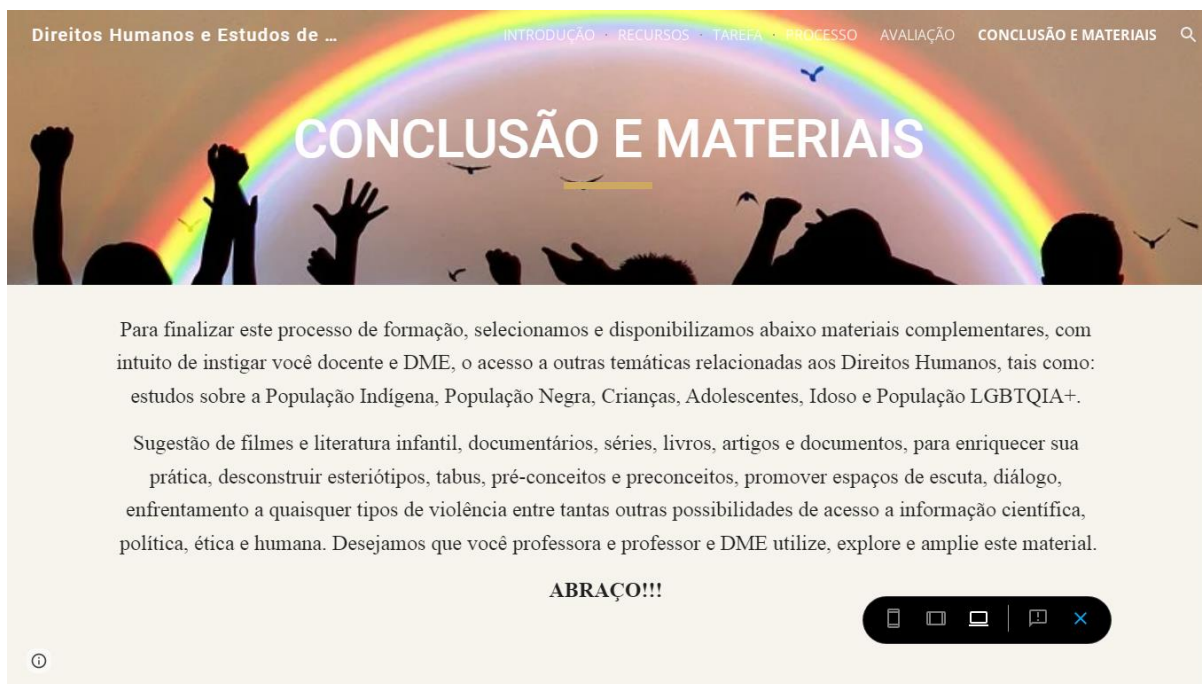 Direitos Humanos e Estudos de ...
INTRODUÇÃO · RECURSOS · TAREFA · PROCESSO AVALIAÇÃO CONCLUSÃO E MATERIAIS
CONCLUSÃO E MATERIAIS
Para finalizar este processo de formação, selecionamos e disponibilizamos abaixo materiais complementares, com
intuito de instigar você docente e DME, o acesso a outras temáticas relacionadas aos Direitos Humanos, tais como:
estudos sobre a População Indígena, População Negra, Crianças, Adolescentes, Idoso e População LGBTQIA+.
Sugestão de filmes e literatura infantil, documentários, séries, livros, artigos e documentos, para enriquecer sua
prática, desconstruir esteriótipos, tabus, pré-conceitos e preconceitos, promover espaços de escuta, diálogo,
enfrentamento a quaisquer tipos de violência entre tantas outras possibilidades de acesso a informação científica,
política, ética e humana. Desejamos que você professora e professor e DME utilize, explore e amplie este material.
ABRAÇO!!!